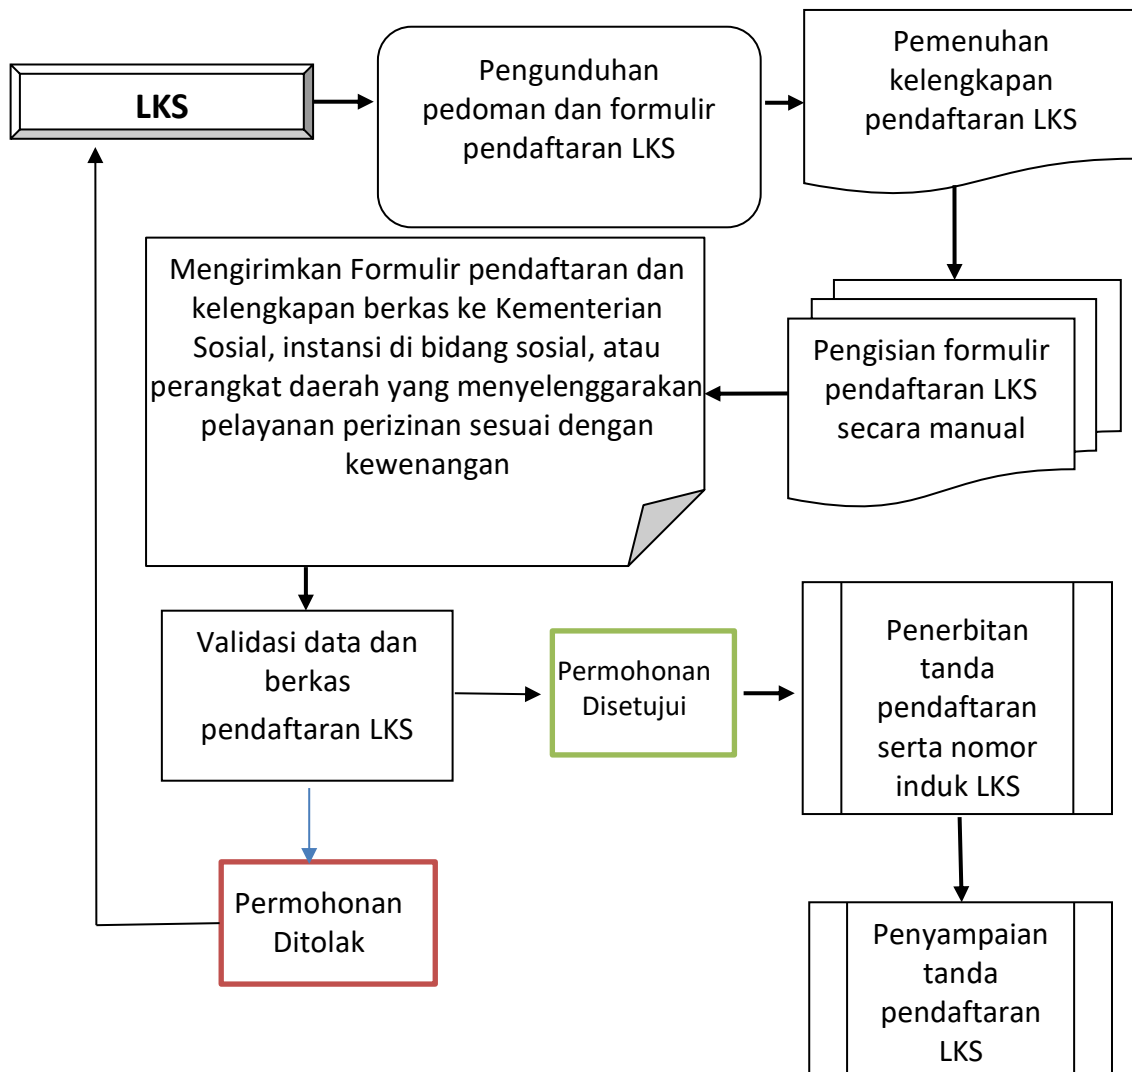 LKS
Pengunduhan
pedoman dan formulir
pendaftaran LKS
Pemenuhan
kelengkapan
pendaftaran LKS
Pengisian formulir
pendaftaran LKS
secara manual
Mengirimkan Formulir pendaftaran dan
kelengkapan berkas ke Kementerian
Sosial, instansi di bidang sosial, atau
perangkat daerah yang menyelenggarakan
pelayanan perizinan sesuai dengan
kewenangan
Validasi data dan
berkas
pendaftaran LKS
Permohonan
Disetujui
Penerbitan
tanda
pendaftaran
serta nomor
induk LKS
Permohonan
Ditolak
Penyampaian
tanda
pendaftaran
LKS